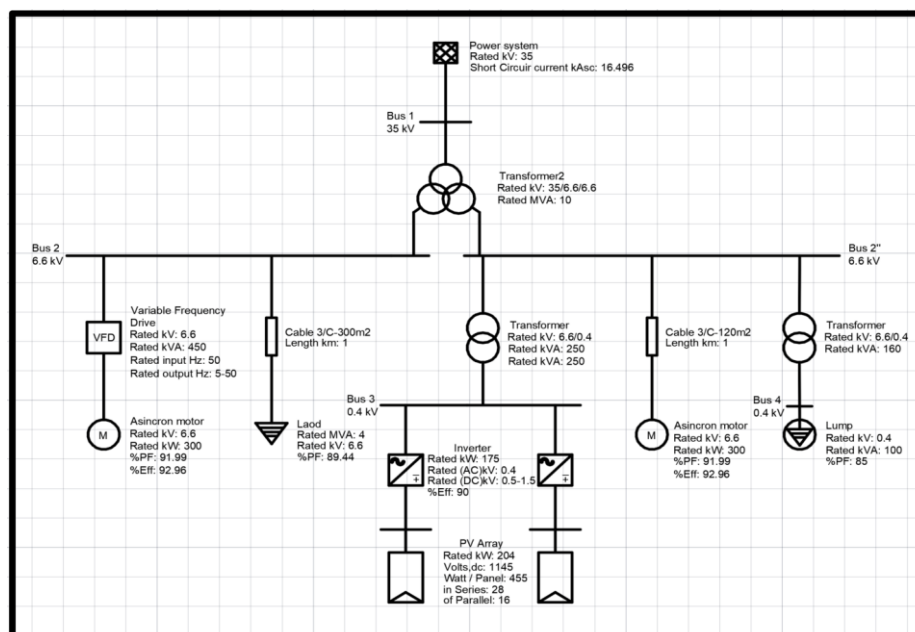 Power system
Rated kV: 35
Short Circuir current kAsc: 16.496
Bus 1
35 kV
Transformer2
Rated kV: 35/6.6/6.6
Rated MVA: 10
Bus 2
6.6 kV
Bus 2"
6.6 kV
Variable Frequency
Drive
Rated kV: 6.6
Rated kVA: 450
Rated input Hz: 50
Rated output Hz: 5-50
VFD
Cable 3/C-300m2
Length km: 1
Transformer
Rated kV: 6.6/0.4
Rated kVA: 250
Rated kVA: 250
Cable 3/C-120m2
Length km: 1
Transformer
Rated kV: 6.6/0.4
Rated kVA: 160
Bus 3
0.4 kV
Bus 4
0.4 kV
M
Asincron motor
Rated kV: 6.6
Rated kW: 300
%PF: 91.99
%Eff: 92.96
Laod
Rated MVA: 4
Rated kV: 6.6
%PF: 89.44
Inverter
Rated kW: 175
Rated (AC)kV: 0.4
Rated (DC)kV: 0.5-1.5
%Eff: 90
M
Asincron motor
Rated kV: 6.6
Rated kW: 300
%PF: 91.99
%Eff: 92.96
Lump
Rated kV: 0.4
Rated kVA: 100
%PF: 85
PV Array
Rated kW: 204
Volts,dc: 1145
Watt / Panel: 455
in Series: 28
of Parallel: 16